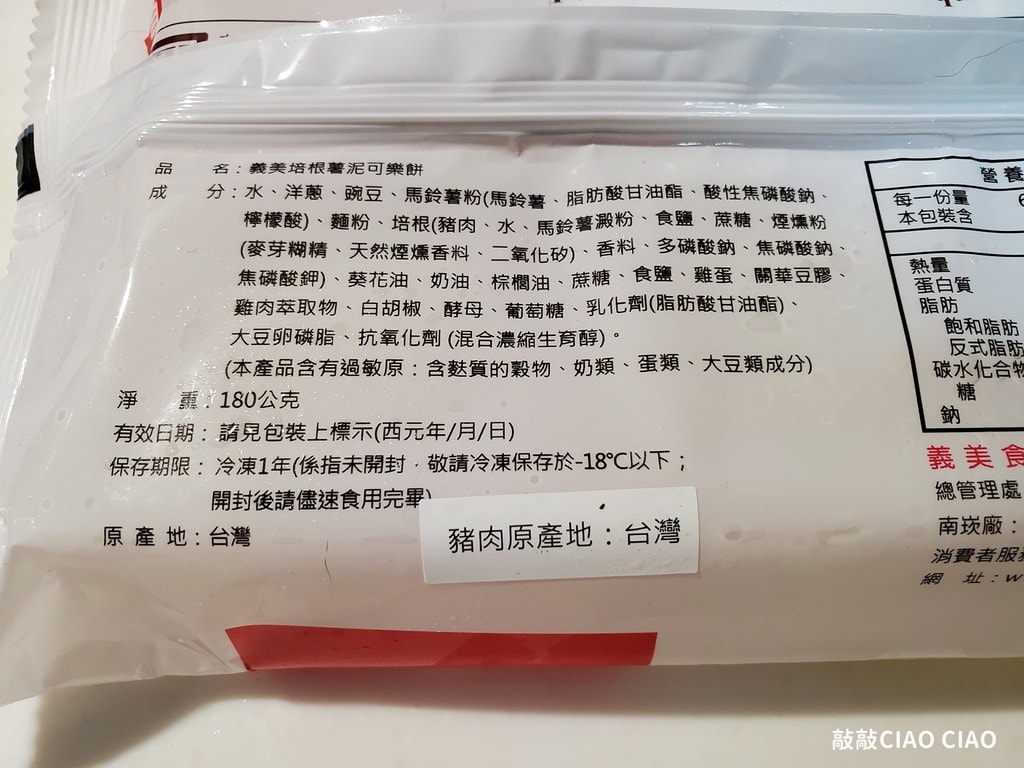 品 名：義美培根薯泥可樂餅
成 分：水、洋蔥、豌豆、馬鈴薯粉(馬鈴薯、脂肪酸甘油酯、酸性焦磷酸鈉、
檸檬酸)、麵粉、培根(豬肉、水、馬鈴薯澱粉、食鹽、蔗糖、煙燻粉
(麥芽糊精、天然煙燻香料、二氧化矽)、香料、多磷酸鈉、焦磷酸鈉、
焦磷酸鉀)、葵花油、奶油、棕櫚油、蔗糖、食鹽、雞蛋、關華豆膠、
雞肉萃取物、白胡椒、酵母、葡萄糖、乳化劑(脂肪酸甘油酯)、
大豆卵磷脂、抗氧化劑(混合濃縮生育醇)。
(本產品含有過敏原：含麩質的穀物、奶類、蛋類、大豆類成分)
淨 重：180公克
有效日期：請見包裝上標示(西元年/月/日)
保存期限：冷凍1年(係指未開封，敬請冷凍保存於-18℃以下；
開封後請儘速食用完畢)
原產地：台灣
豬肉原產地：台灣
營養
每一份量 6
本包裝含
熱量
蛋白質
脂肪
飽和脂肪
反式脂肪
碳水化合物
糖
鈉
義美食
總管理處
南崁廠：
消費者服務
網 址：w
敲敲CIAO CIAO